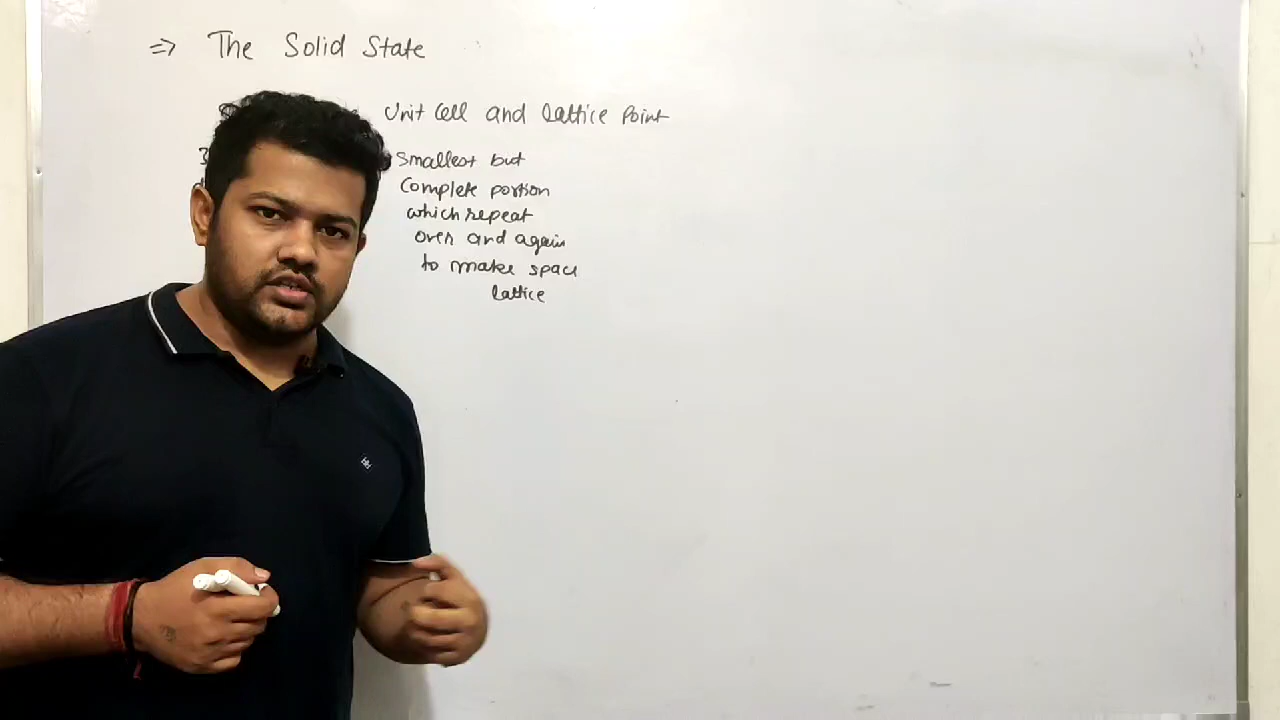 ⇒ The Solid State
Unit Cell and lattice Point
Smallest but
Complete portion
which repeat
over and again
to make space
lattice